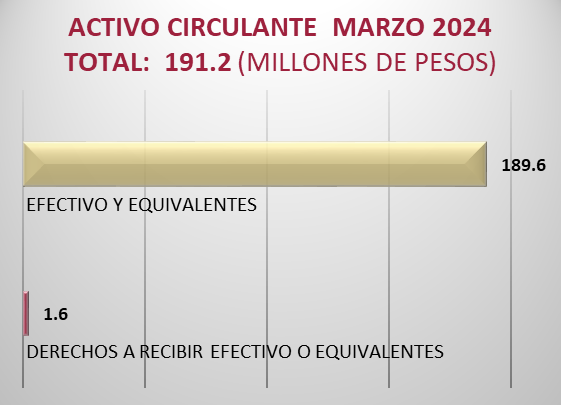 ACTIVO CIRCULANTE  MARZO 2024
TOTAL:  191.2 (MILLONES DE PESOS)
189.6
EFECTIVO Y EQUIVALENTES
1.6
DERECHOS A RECIBIR EFECTIVO O EQUIVALENTES